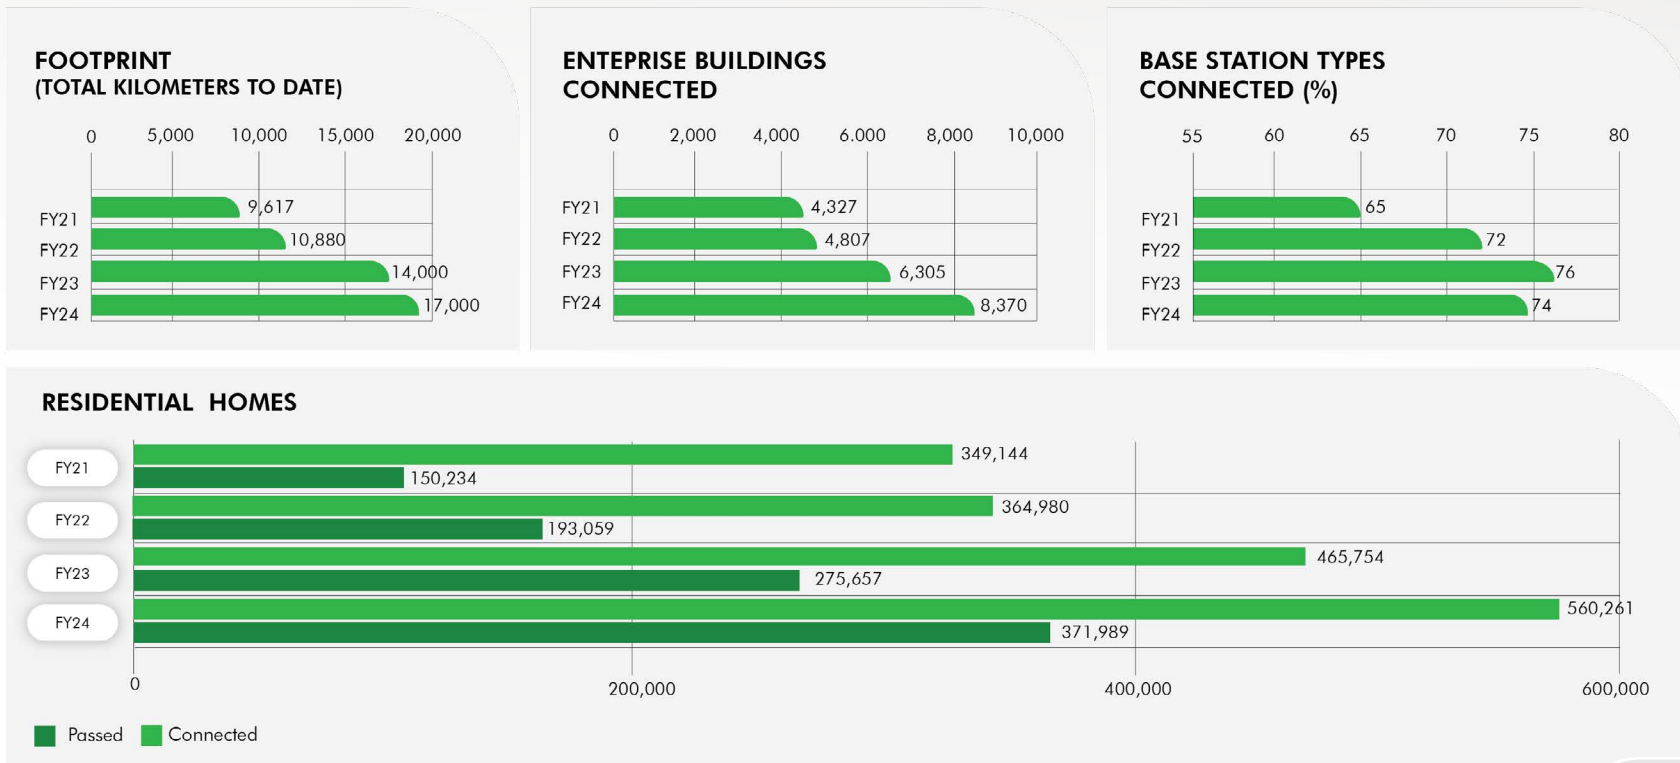 FOOTPRINT
(TOTAL KILOMETERS TO DATE)
0 5,000 10,000 15,000 20,000
FY21 9,617
FY22 10,880
FY23 14,000
FY24 17,000
ENTEPRISE BUILDINGS
CONNECTED
0 2,000 4,000 6.000 8,000 10,000
FY21 4,327
FY22 4,807
FY23 6,305
FY24 8,370
BASE STATION TYPES
CONNECTED (%)
55 60 65 70 75 80
FY21 65
FY22 72
FY23 76
FY24 74
RESIDENTIAL HOMES
FY21 349,144
150,234
FY22 364,980
193,059
FY23 465,754
275,657
FY24 560,261
371,989
0 200,000 400,000 600,000
Passed Connected